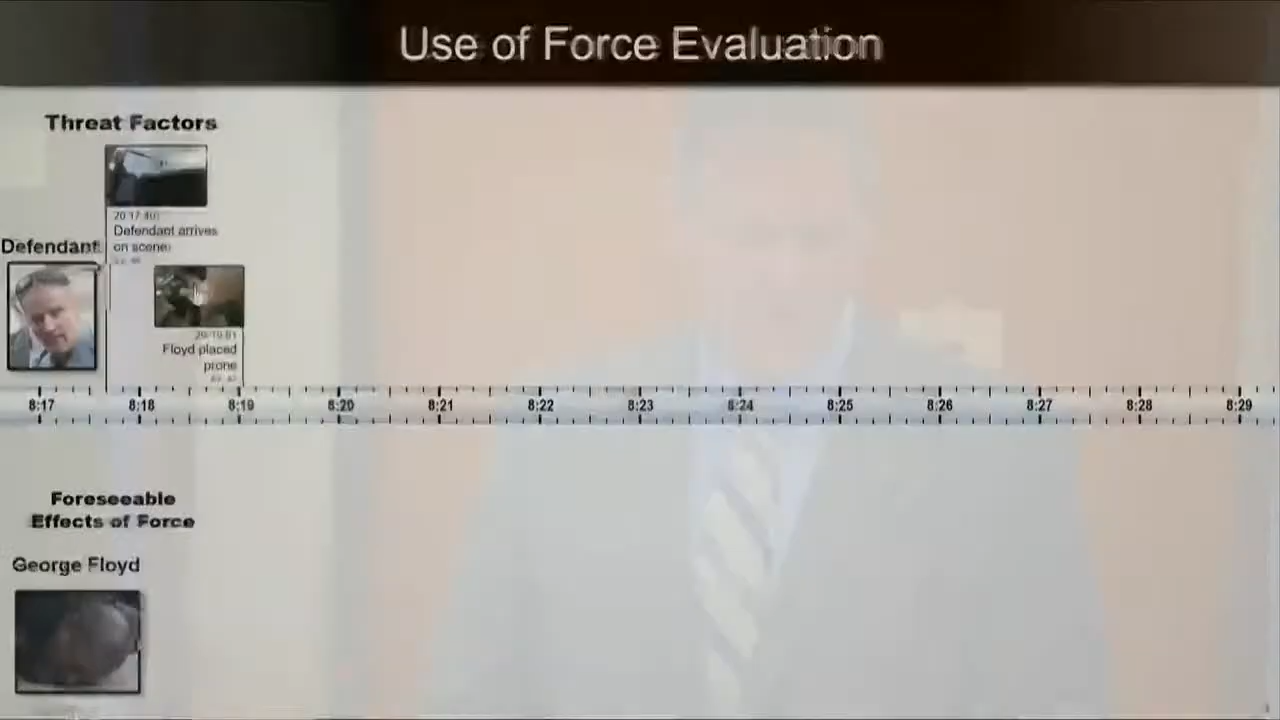 Use of Force Evaluation
Threat Factors
Defendant arrives
on scene
Defendant
Floyd placed
prone
8:17 8:18 8:19 8:20 8:21 8:22 8:23 8:24 8:25 8:26 8:27 8:28 8:29
Foreseeable
Effects of Force
George Floyd